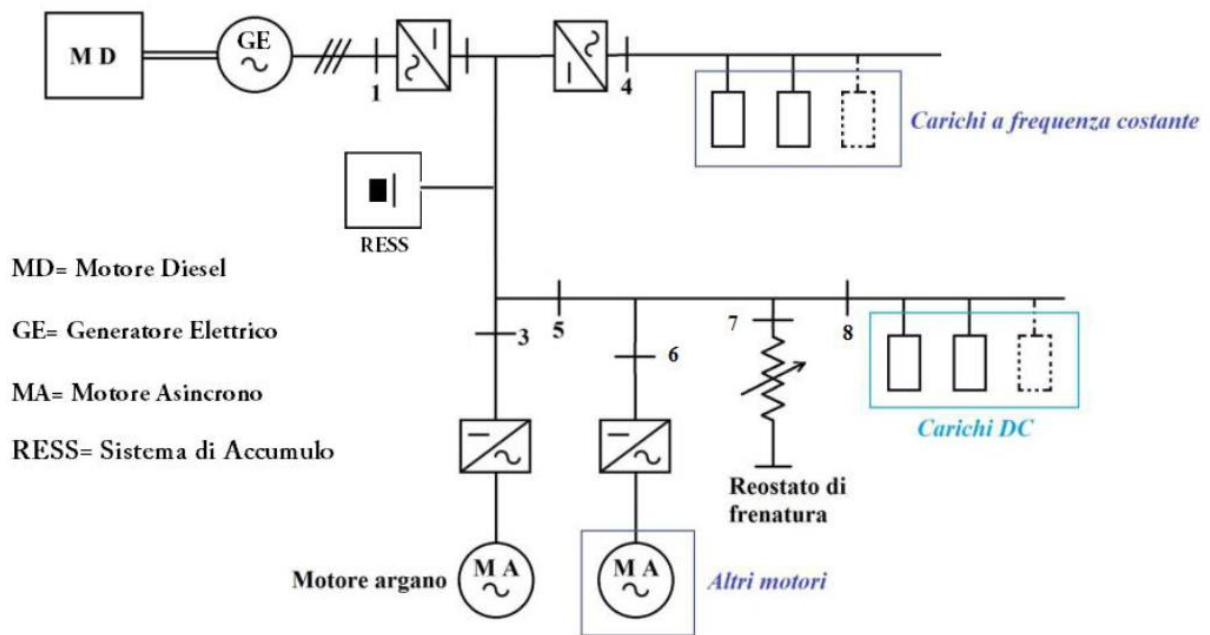 M D
GE
1
4
Carichi a frequenza costante
RESS
MD= Motore Diesel
GE= Generatore Elettrico
MA= Motore Asincrono
RESS= Sistema di Accumulo
3
5
6
7
8
Carichi DC
Reostato di
frenatura
Motore argano
M A
M A
Altri motori